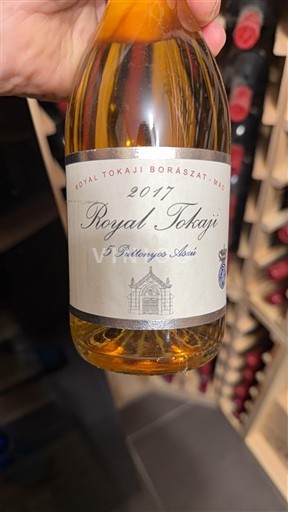 ROYAL TOKAJI BORÁSZAT - MÁD
2017
Royal Tokaji
5 Puttonyos Aszú